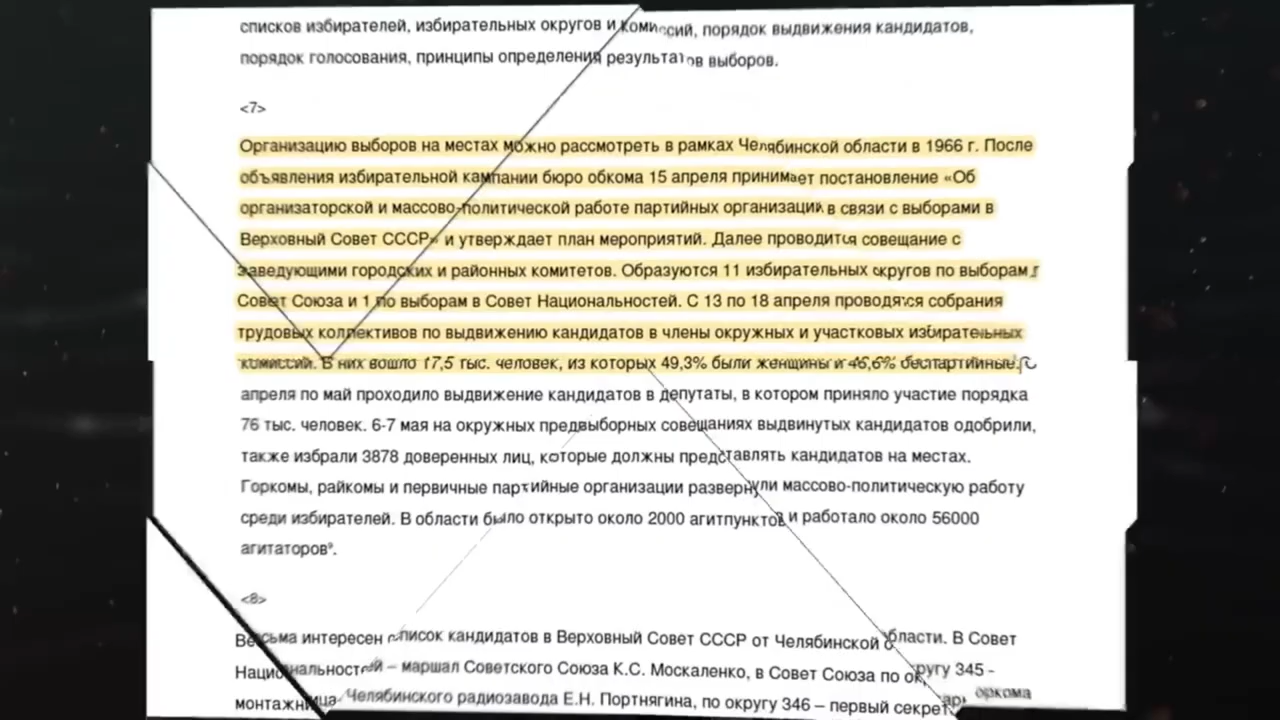 списков избирателей, избирательных округов и комиссий, порядок выдвижения кандидатов,
порядок голосования, принципы определения результатов выборов.
<7>
Организацию выборов на местах можно рассмотреть в рамках Челябинской области в 1966 г. После
объявления избирательной кампании бюро обкома 15 апреля принимает постановление «Об
организаторской и массово-политической работе партийных организаций в связи с выборами в
Верховный Совет СССР» и утверждает план мероприятий. Далее проводится совещание с
заведующими городских и районных комитетов. Образуются 11 избирательных округов по выборам
Совет Союза и 1 по выборам в Совет Национальностей. С 13 по 18 апреля проводятся собрания
трудовых коллективов по выдвижению кандидатов в члены окружных и участковых избирательных
комиссий. В них вошло 17,5 тыс. человек, из которых 49,3% были женщины и 46,6% беспартийные. С
апреля по май проходило выдвижение кандидатов в депутаты, в котором приняло участие порядка
76 тыс. человек. 6-7 мая на окружных предвыборных совещаниях выдвинутых кандидатов одобрили,
также избрали 3878 доверенных лиц, которые должны представлять кандидатов на местах.
Горкомы, райкомы и первичные партийные организации развернули массово-политическую работу
среди избирателей. В области было открыто около 2000 агитпунктов и работало около 56000
агитаторов⁹.
<8>
Весьма интересен список кандидатов в Верховный Совет СССР от Челябинской области. В Совет
Национальностей – маршал Советского Союза К.С. Москаленко, в Совет Союза по округу 345 -
монтажница Челябинского радиозавода Е.Н. Портнягина, по округу 346 – первый секретарь горкома